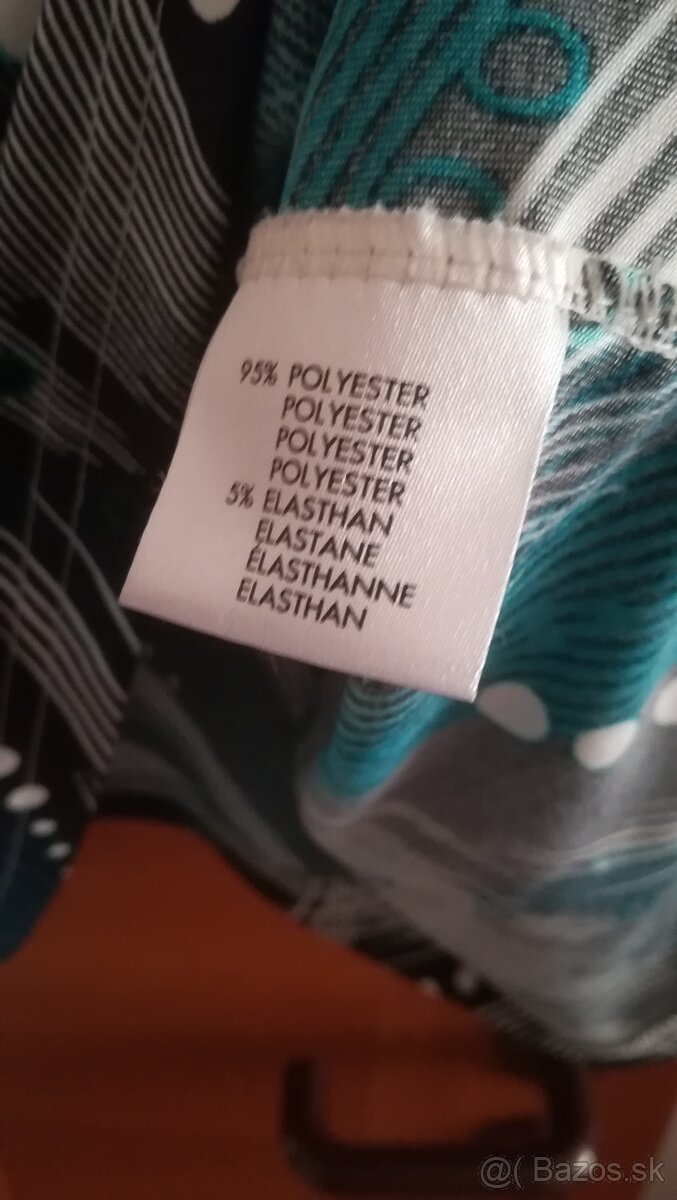 95% POLYESTER
POLYESTER
POLYESTER
POLYESTER
5% ELASTHAN
ELASTANE
ÉLASTHANNE
ELASTHAN
@( Bazos.sk